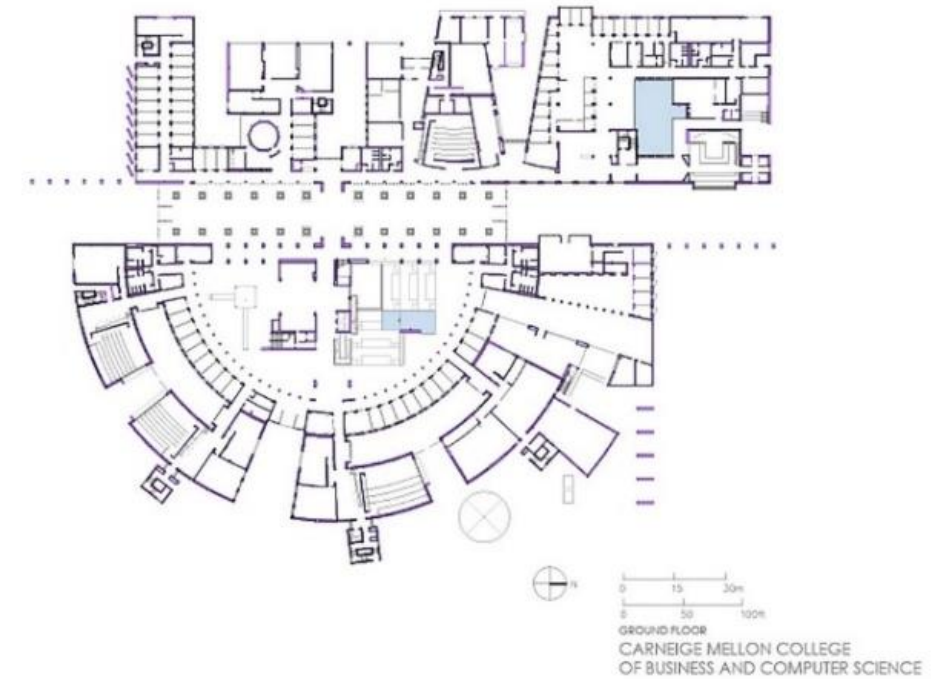 N
0 15 30m
0 50 100ft
GROUND FLOOR
CARNEIGE MELLON COLLEGE
OF BUSINESS AND COMPUTER SCIENCE